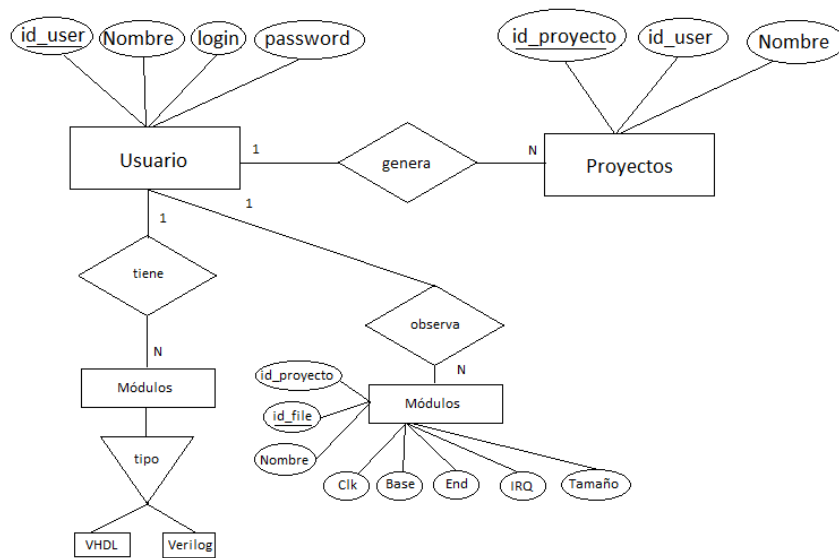 id_user
Nombre
login
password
id_proyecto
id_user
Nombre
Usuario
1
genera
N
Proyectos
1
1
tiene
observa
N
N
Módulos
id_proyecto
Módulos
id_file
Nombre
tipo
Clk
Base
End
IRQ
Tamaño
VHDL
Verilog